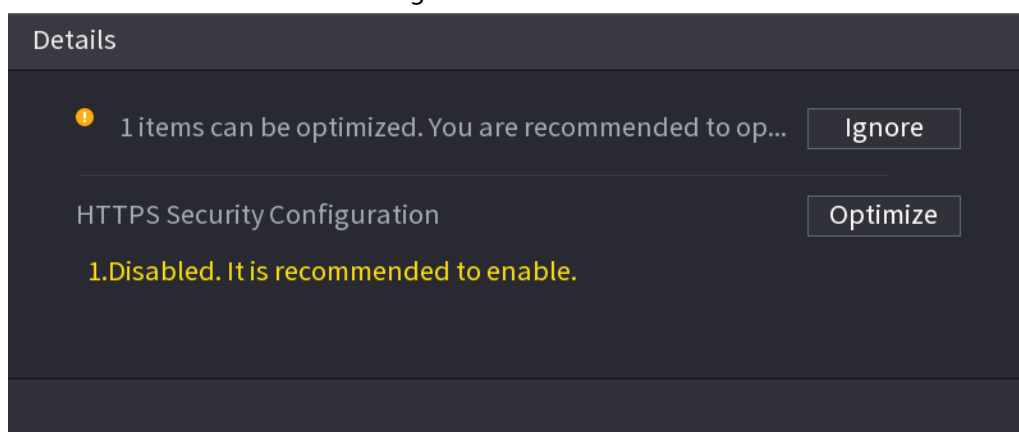 Details
1 items can be optimized. You are recommended to op...
Ignore
HTTPS Security Configuration
Optimize
1.Disabled. It is recommended to enable.